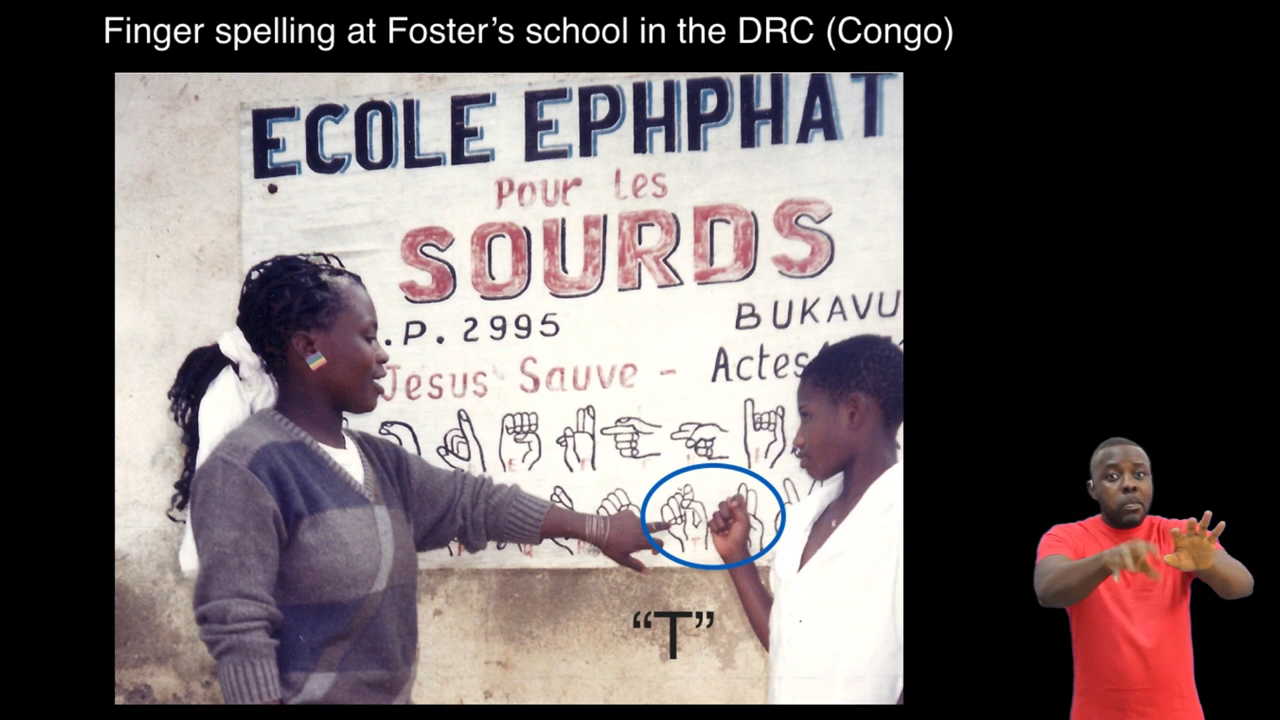 Finger spelling at Foster’s school in the DRC (Congo)
ECOLE EPHPHAT
Pour les
SOURDS
.P. 2995
BUKAVU
Jesus Sauve - Actes
E F
T
“T”